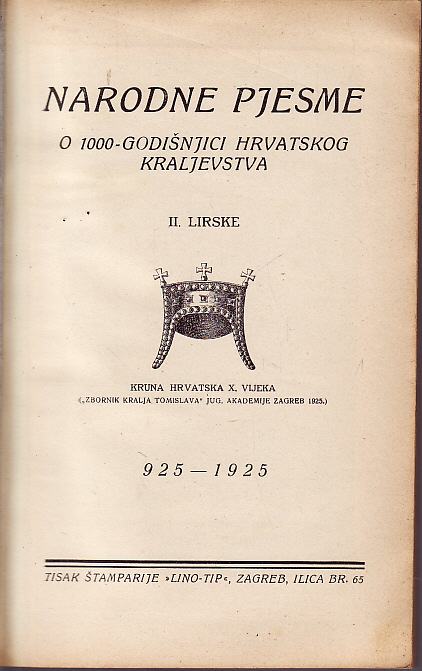 NARODNE PJESME
O 1000-GODIŠNJICI HRVATSKOG
KRALJEVSTVA
II. LIRSKE
KRUNA HRVATSKA X. VIJEKA
(„ZBORNIK KRALJA TOMISLAVA" JUG. AKADEMIJE ZAGREB 1925.)
925 — 1925
TISAK ŠTAMPARIJE »LINO-TIP«, ZAGREB, ILICA BR. 65